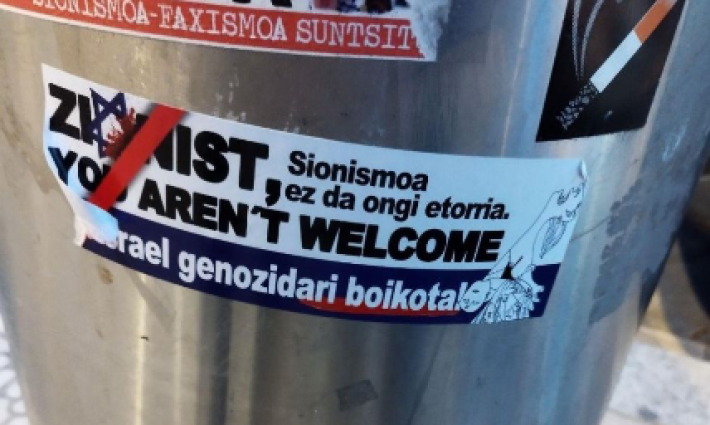 SIONISMOA-FAXISMOA SUNTSIT
ZIONIST, Sionismoa
ez da ongi etorria.
YOU AREN'T WELCOME
Israel genozidari boikota!